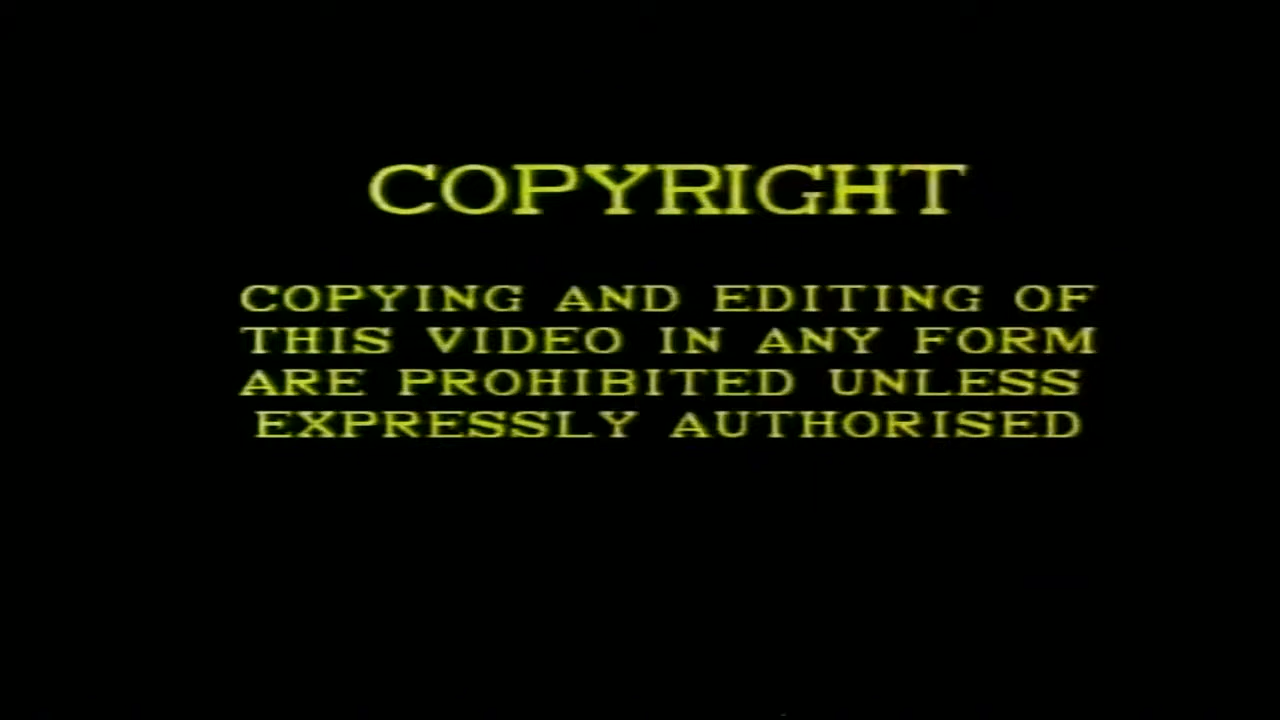 COPYRIGHT
COPYING AND EDITING OF
THIS VIDEO IN ANY FORM
ARE PROHIBITED UNLESS
EXPRESSLY AUTHORISED